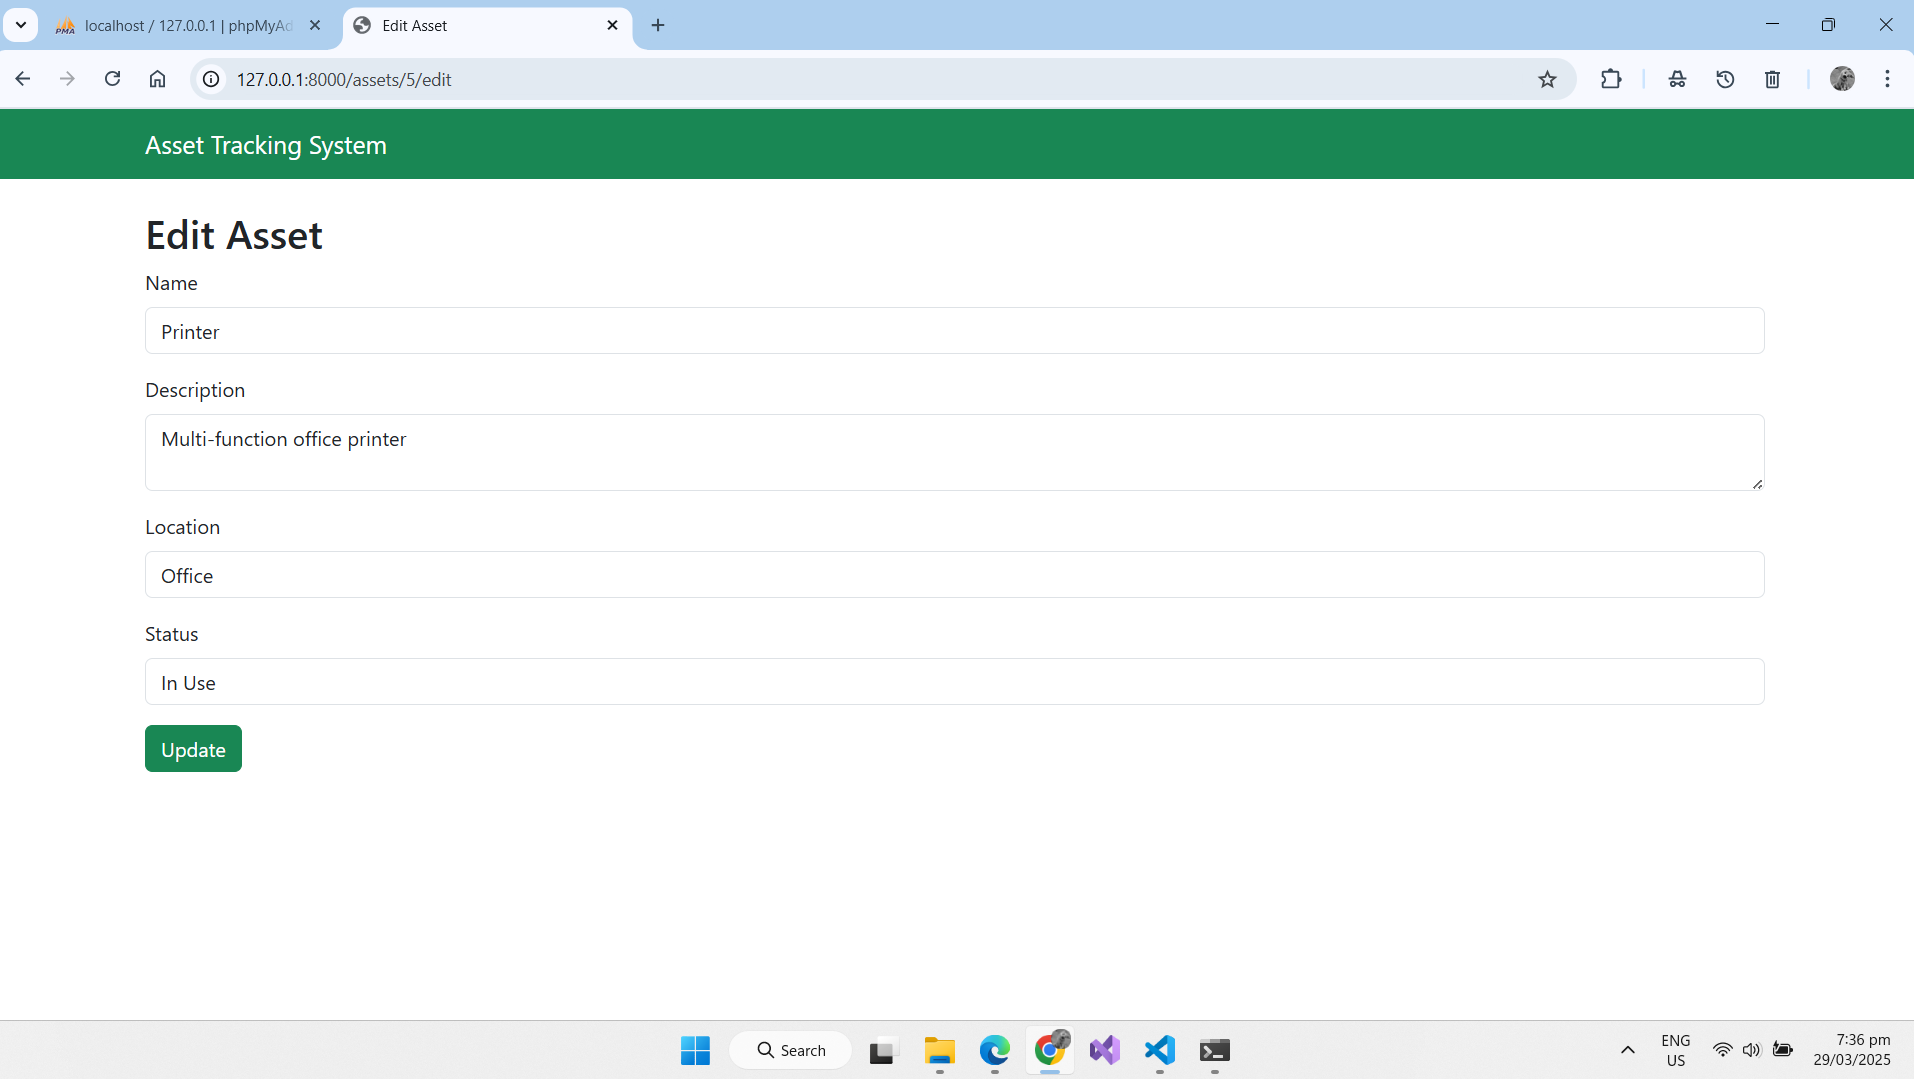 localhost / 127.0.0.1 | phpMyAd
Edit Asset
127.0.0.1:8000/assets/5/edit
Asset Tracking System
Edit Asset
Name
Printer
Description
Multi-function office printer
Location
Office
Status
In Use
Update
Search
ENG
US
7:36 pm
29/03/2025